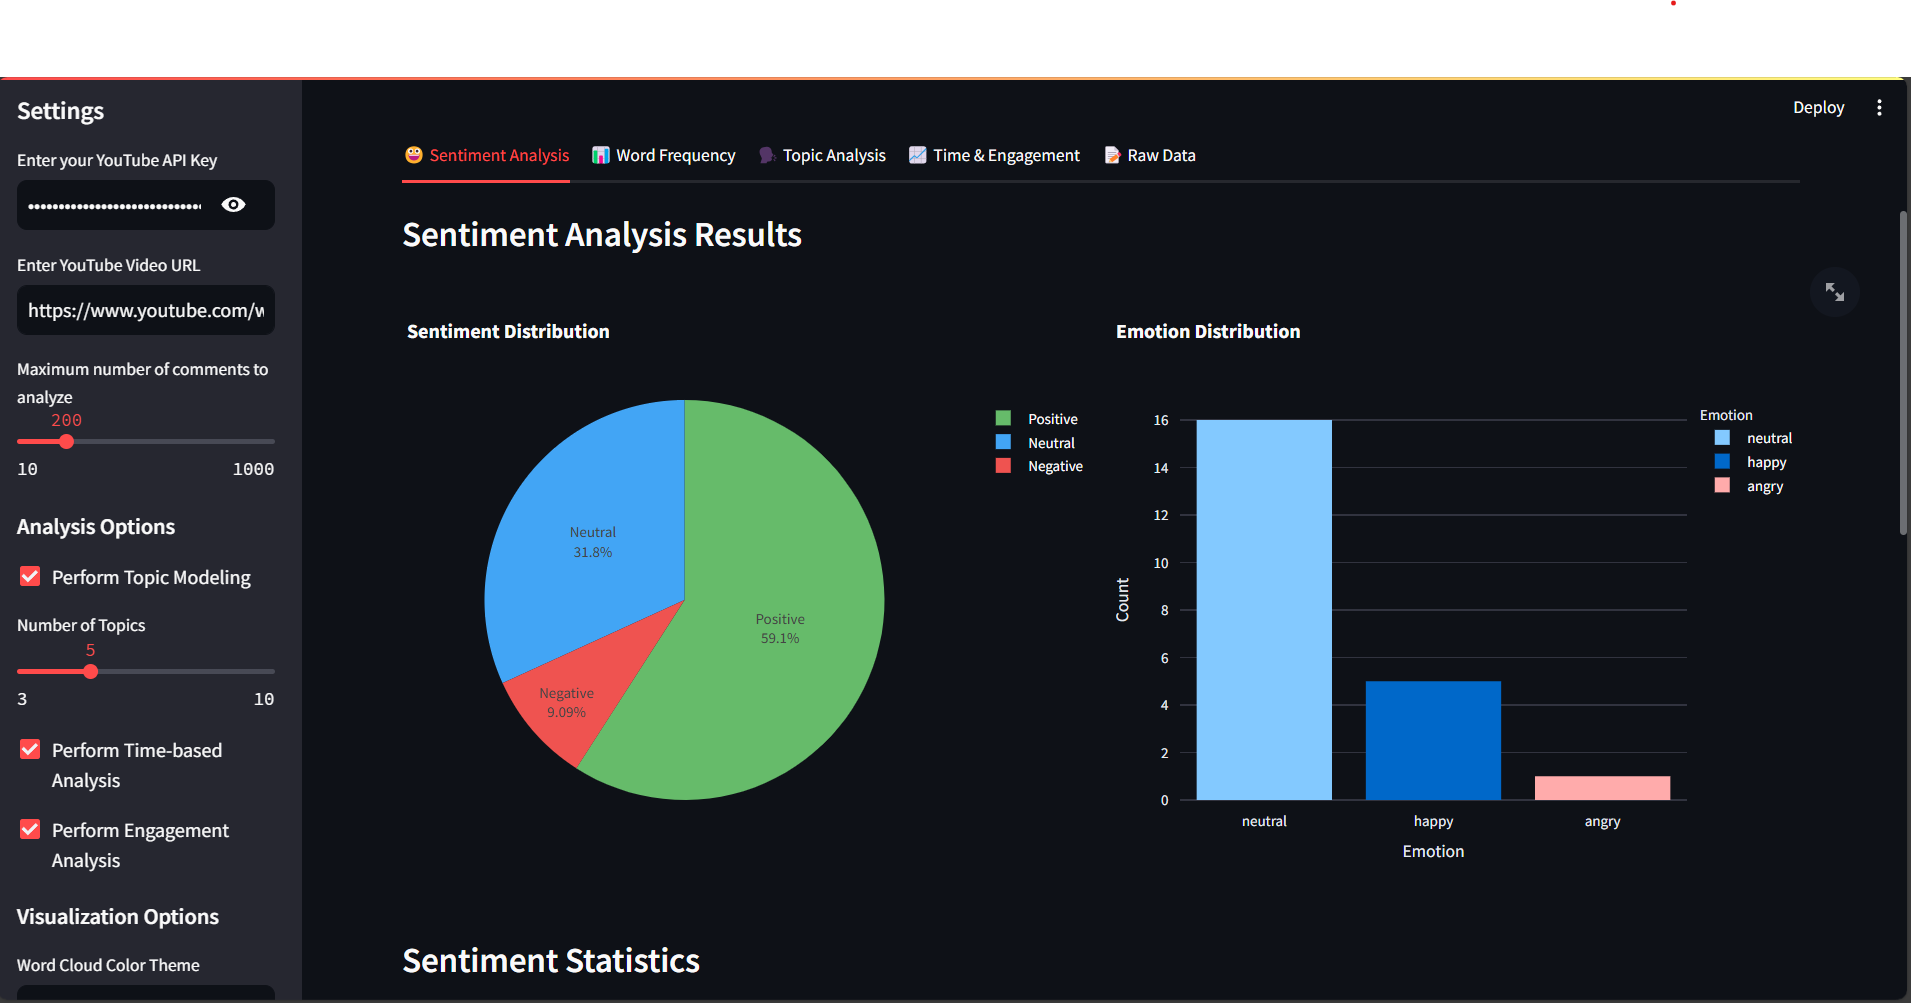 Settings
Enter your YouTube API Key
Enter YouTube Video URL
https://www.youtube.com/w
Maximum number of comments to
analyze
200
10 1000
Analysis Options
Perform Topic Modeling
Number of Topics
5
3 10
Perform Time-based
Analysis
Perform Engagement
Analysis
Visualization Options
Word Cloud Color Theme
Deploy
Sentiment Analysis Word Frequency Topic Analysis Time & Engagement Raw Data
Sentiment Analysis Results
Sentiment Distribution
Positive
Neutral
Negative
Neutral
31.8%
Positive
59.1%
Negative
9.09%
Emotion Distribution
Emotion
neutral
happy
angry
16
14
12
10
8
6
4
2
0
Count
neutral happy angry
Emotion
Sentiment Statistics